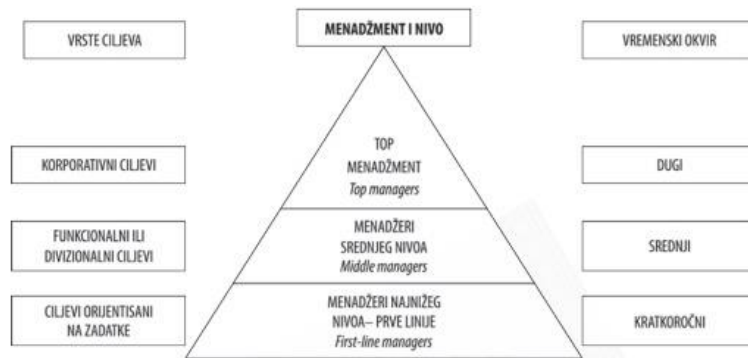 VRSTE CILJEVA
MENADŽMENT I NIVO
VREMENSKI OKVIR
KORPORATIVNI CILJEVI
TOP
MENADŽMENT
Top managers
DUGI
FUNKCIONALNI ILI
DIVIZIONALNI CILJEVI
MENADŽERI
SREDNJEG NIVOA
Middle managers
SREDNJI
CILJEVI ORIJENTISANI
NA ZADATKE
MENADŽERI NAJNIŽEG
NIVOA– PRVE LINIJE
First-line managers
KRATKOROČNI